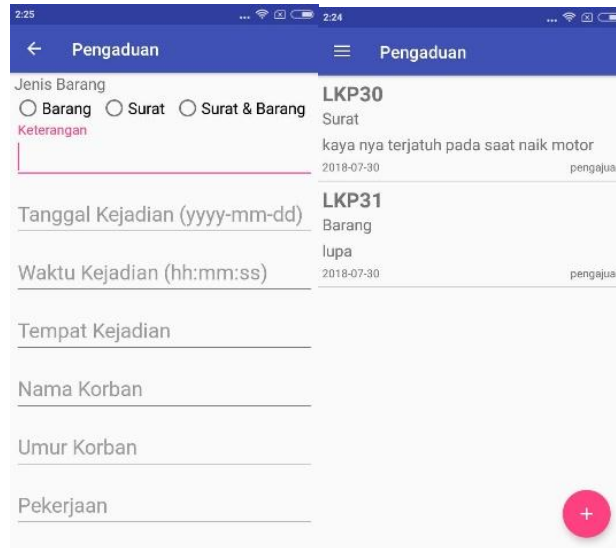 2:25
Pengaduan
Jenis Barang
Barang Surat Surat & Barang
Keterangan
Tanggal Kejadian (yyyy-mm-dd)
Waktu Kejadian (hh:mm:ss)
Tempat Kejadian
Nama Korban
Umur Korban
Pekerjaan
2:24
Pengaduan
LKP30
Surat
kaya nya terjatuh pada saat naik motor
2018-07-30 pengajua
LKP31
Barang
lupa
2018-07-30 pengajua